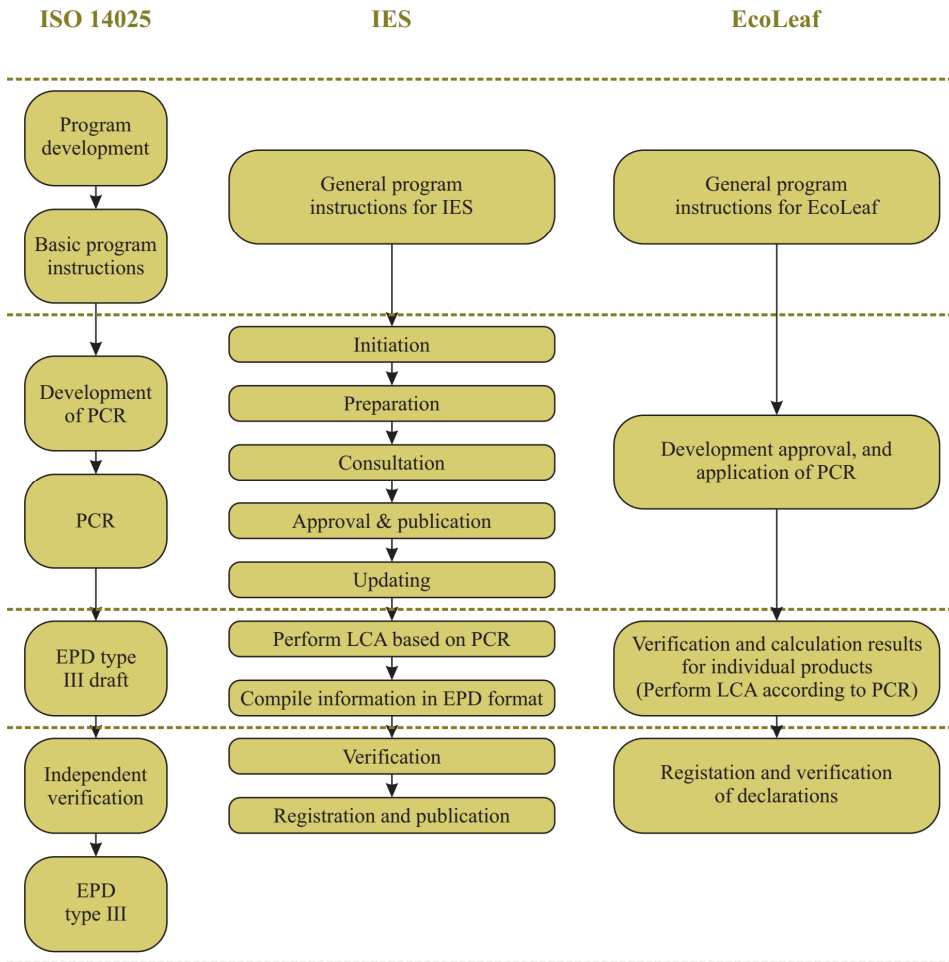 ISO 14025
IES
EcoLeaf
Program
development
Basic program
instructions
General program
instructions for IES
General program
instructions for EcoLeaf
Development
of PCR
PCR
Initiation
Preparation
Consultation
Approval & publication
Updating
Development approval, and
application of PCR
EPD type
III draft
Perform LCA based on PCR
Compile information in EPD format
Verification and calculation results
for individual products
(Perform LCA according to PCR)
Independent
verification
EPD
type III
Verification
Registration and publication
Registation and verification
of declarations